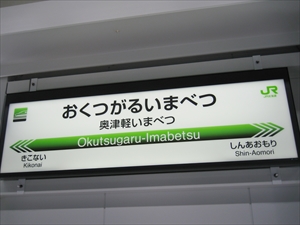 おくつがるいまべつ
JR
奥津軽いまべつ
Okutsugaru-Imabetsu
きこない
Kikonai
しんあおもり
Shin-Aomori